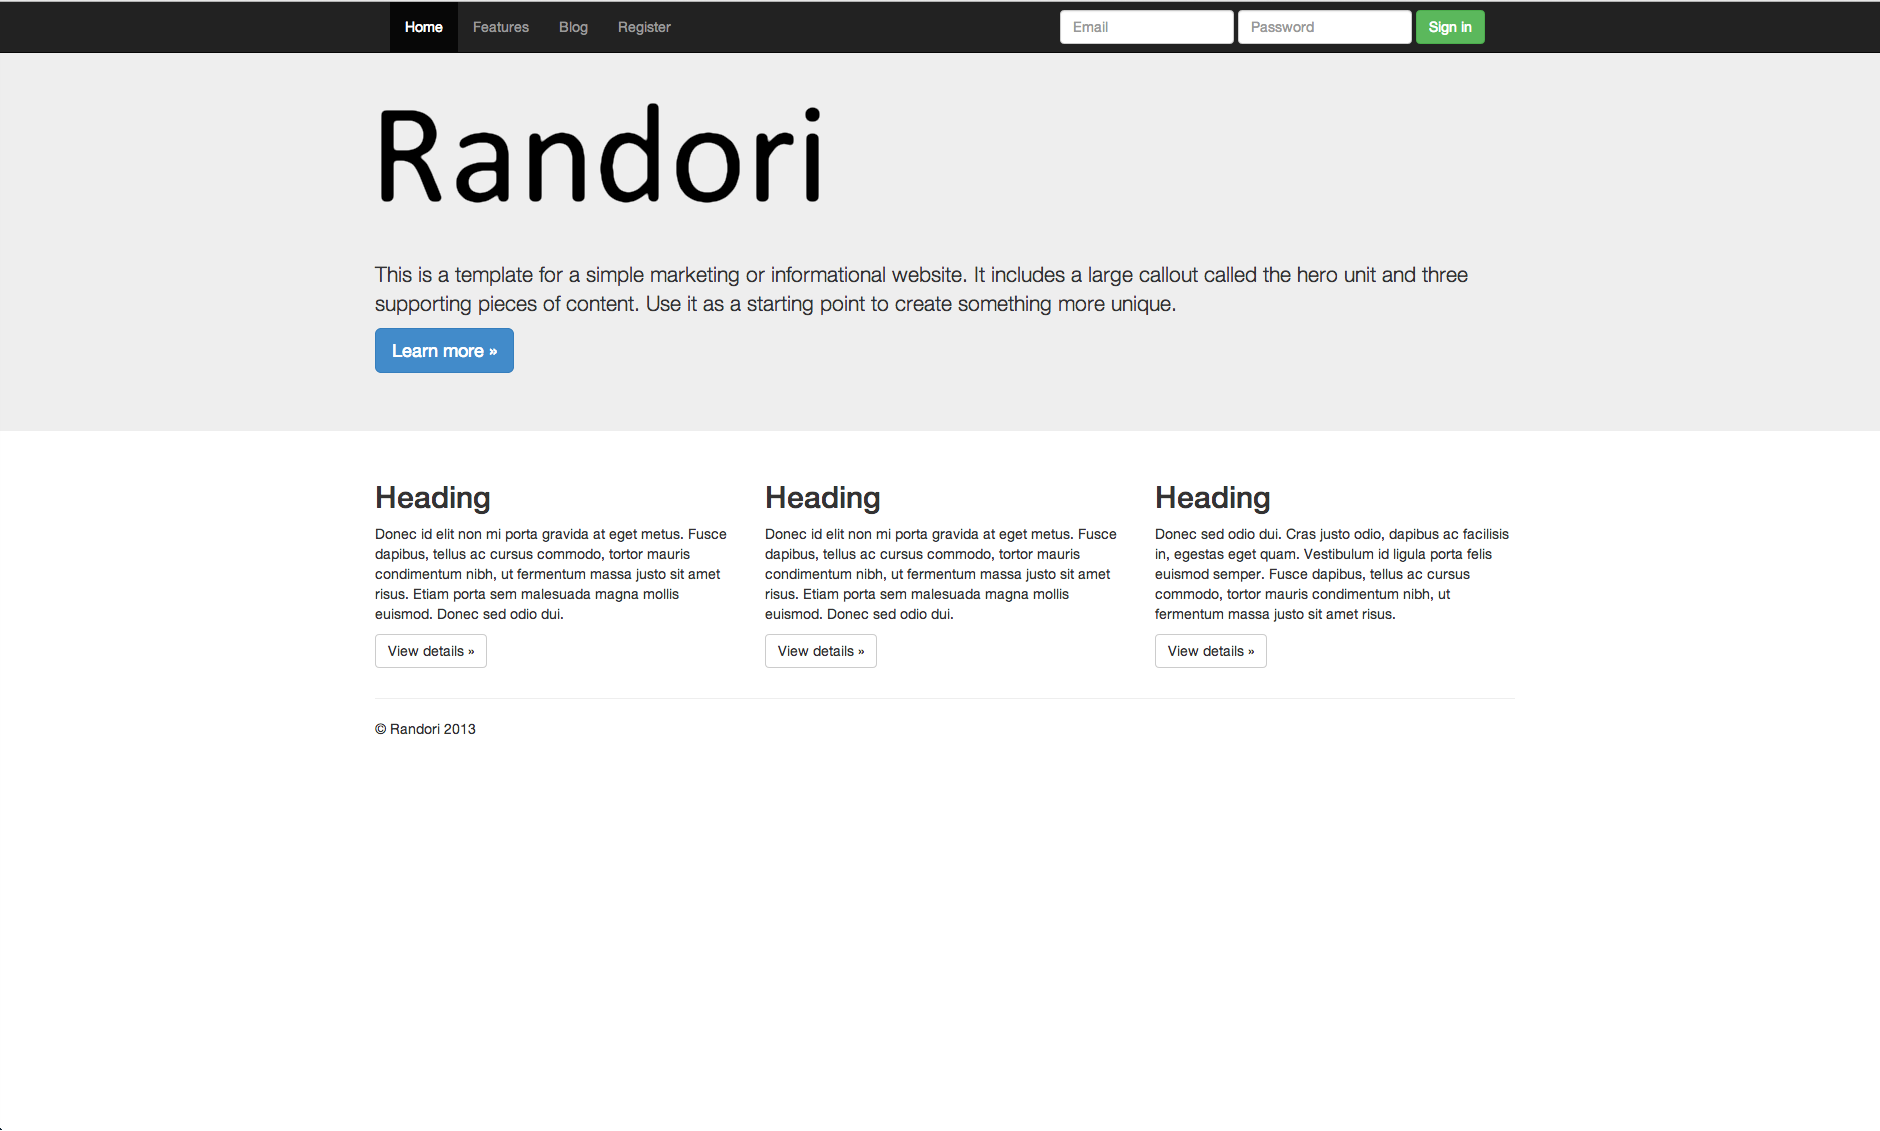 Home Features Blog Register Email Password Sign in
Randori
This is a template for a simple marketing or informational website. It includes a large callout called the hero unit and three
supporting pieces of content. Use it as a starting point to create something more unique.
Learn more »
Heading
Donec id elit non mi porta gravida at eget metus. Fusce
dapibus, tellus ac cursus commodo, tortor mauris
condimentum nibh, ut fermentum massa justo sit amet
risus. Etiam porta sem malesuada magna mollis
euismod. Donec sed odio dui.
View details »
Heading
Donec id elit non mi porta gravida at eget metus. Fusce
dapibus, tellus ac cursus commodo, tortor mauris
condimentum nibh, ut fermentum massa justo sit amet
risus. Etiam porta sem malesuada magna mollis
euismod. Donec sed odio dui.
View details »
Heading
Donec sed odio dui. Cras justo odio, dapibus ac facilisis
in, egestas eget quam. Vestibulum id ligula porta felis
euismod semper. Fusce dapibus, tellus ac cursus
commodo, tortor mauris condimentum nibh, ut
fermentum massa justo sit amet risus.
View details »
© Randori 2013